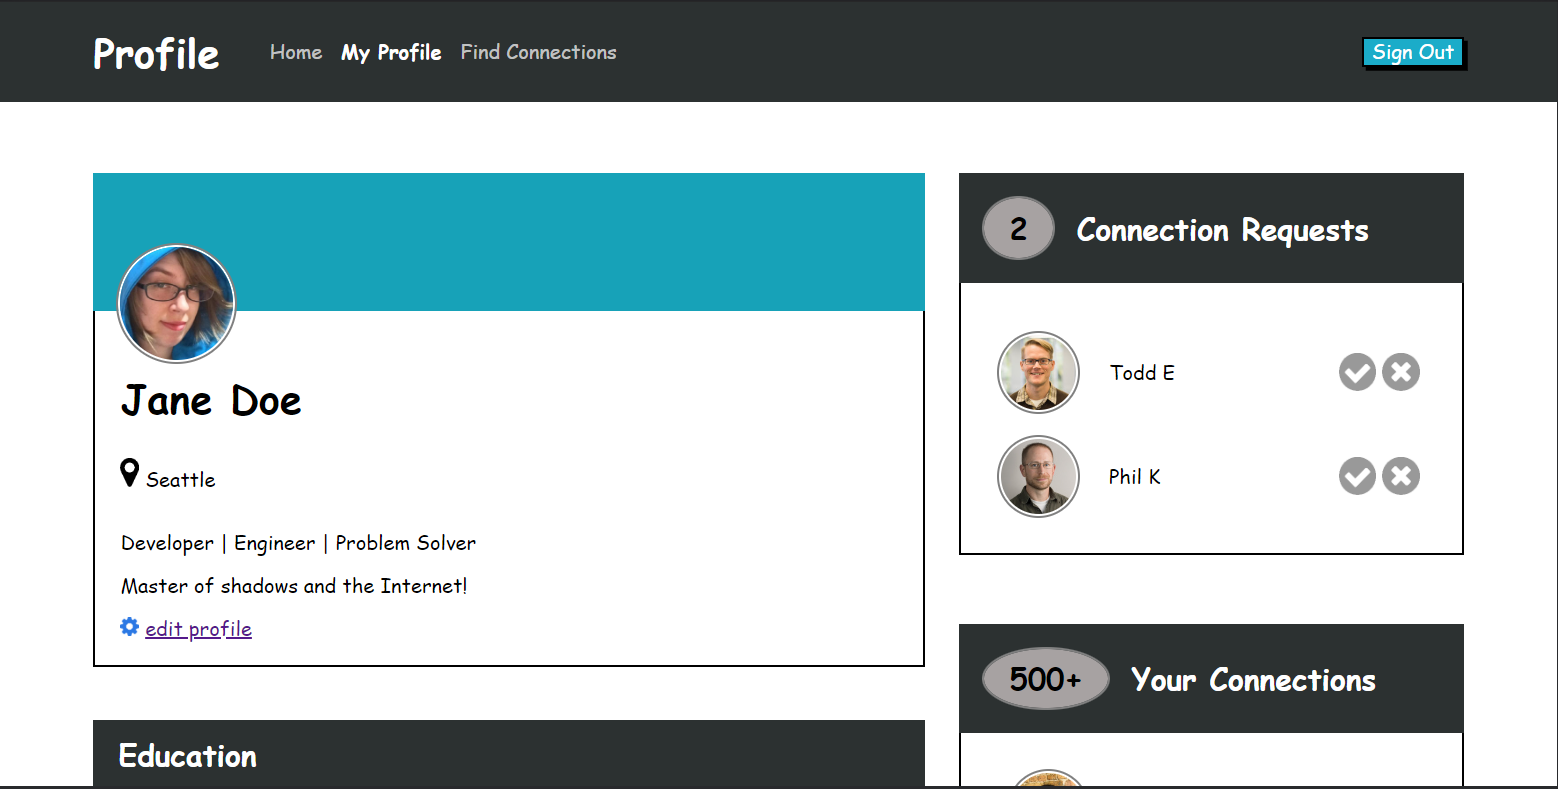 Profile
Home My Profile Find Connections
Sign Out
Jane Doe
Seattle
Developer | Engineer | Problem Solver
Master of shadows and the Internet!
edit profile
Education
2 Connection Requests
Todd E
Phil K
500+ Your Connections